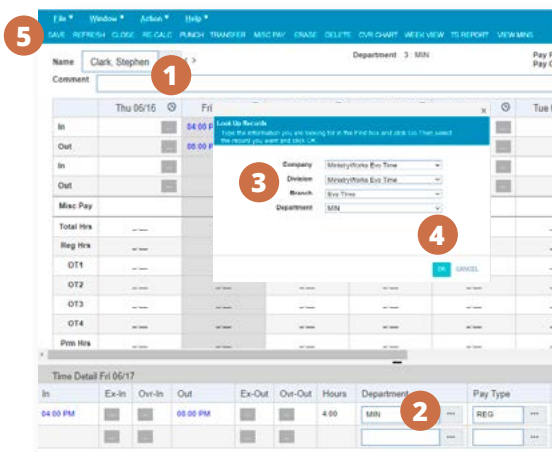 File Window Action Help
5
SAVE REFRESH CLOSE RE CALC PUNCH TRANSFER MISC PAY ERASE DELETE OVR CHART WEEK VIEW TS REPORT VIEW MNS
Name Clark, Stephen < > Department 3 : MIN Pay
1
Comment Pay
Thu 06/16 Fri Tue
In 04:00 P
Out 08:00 P
In
Out
Misc Pay
Total Hrs
Reg Hrs
OT1
OT2
OT3
OT4
Prm Hrs
Look Up Records ×
Type the information you are looking for in the Find box and click Go. Then select
the record you want and click OK.
3
Company MinistryWorks Evo Time
Division MinistryWorks Evo Time
Branch Evo Time
Department MIN
4
OK CANCEL
Time Detail Fri 06/17
In Ex-In Ovr-In Out Ex-Out Ovr-Out Hours Department Pay Type
04:00 PM 08:00 PM 4.00 MIN 2 REG